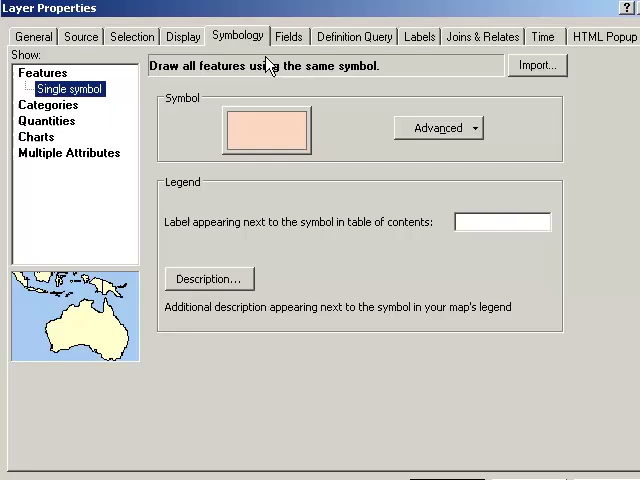 Layer Properties
?
General Source Selection Display Symbology Fields Definition Query Labels Joins & Relates Time HTML Popup
Show:
Features
Single symbol
Categories
Quantities
Charts
Multiple Attributes
Draw all features using the same symbol.
Import...
Symbol
Advanced
Legend
Label appearing next to the symbol in table of contents:
Description...
Additional description appearing next to the symbol in your map's legend